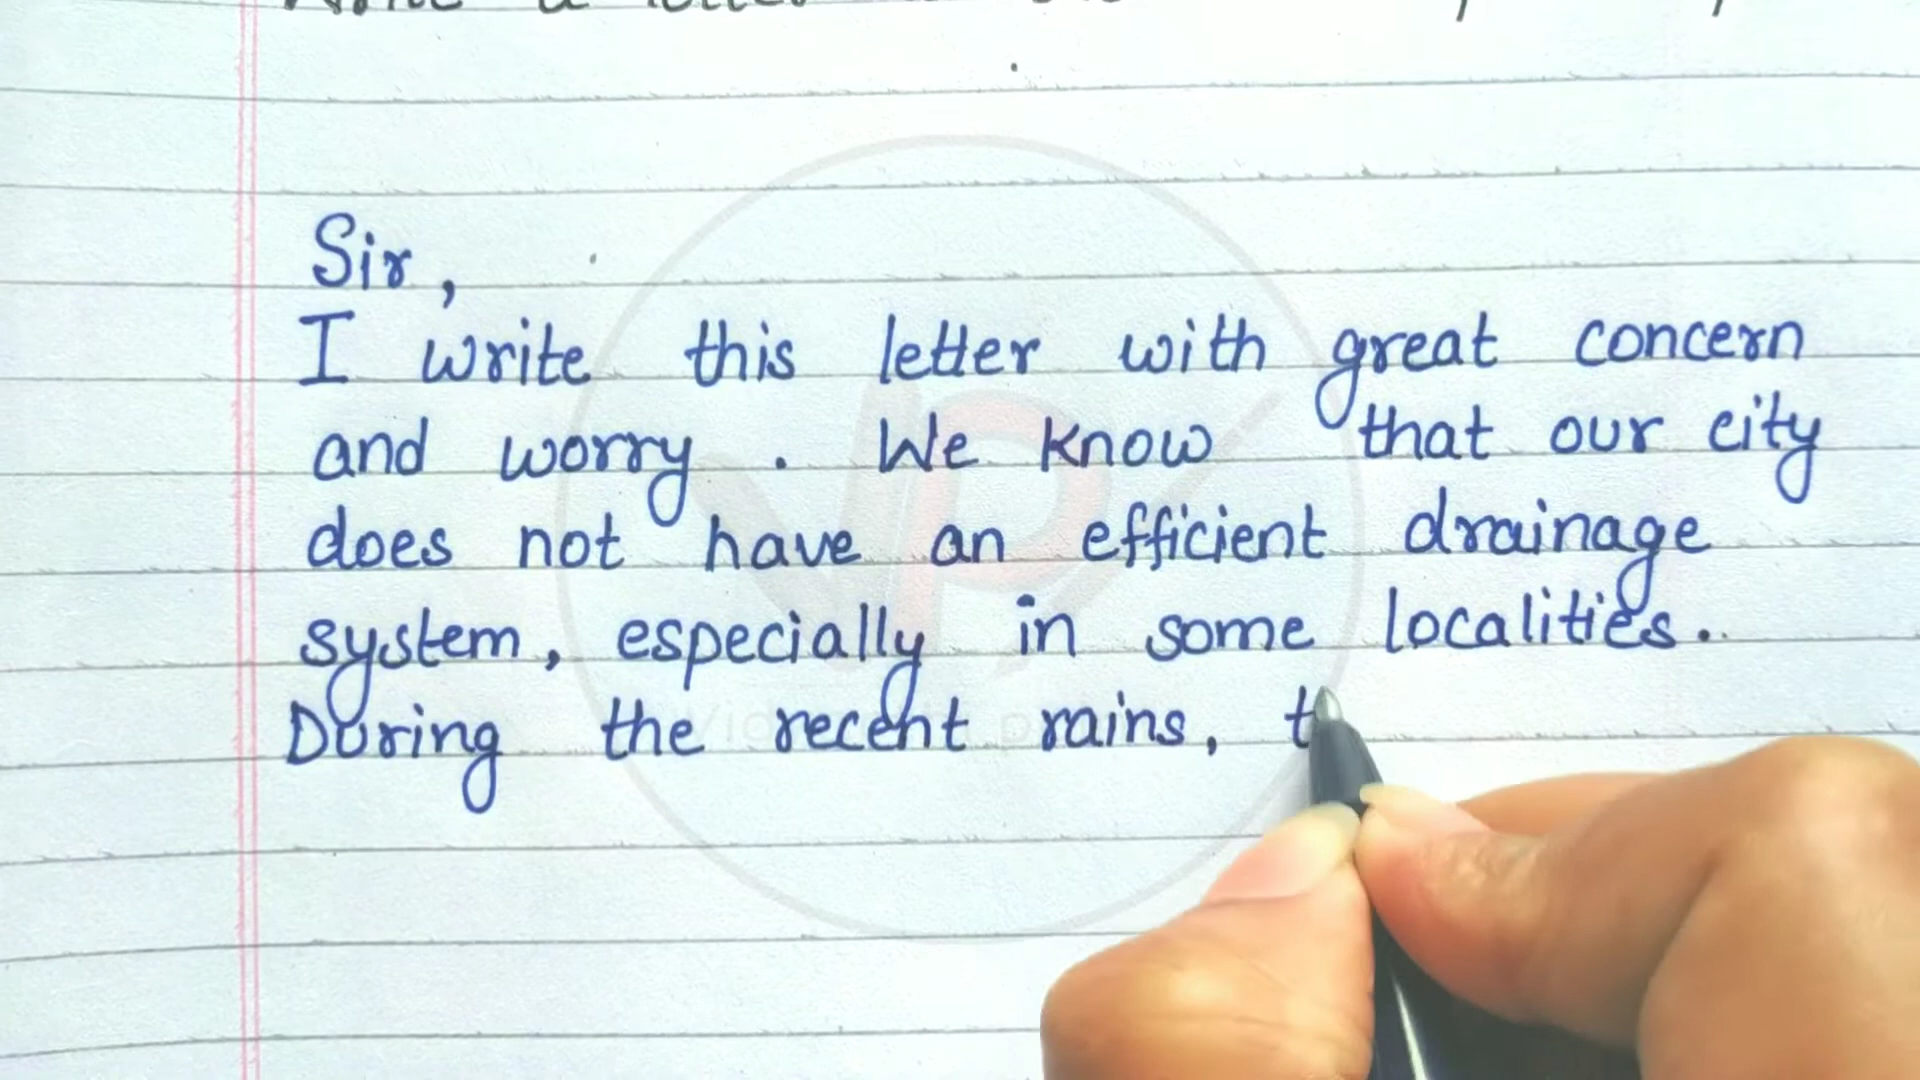 a letter
Sir,
I write this letter with great concern
and worry. We know that our city
does not have an efficient drainage
system, especially in some localities.
During the recent rains, t